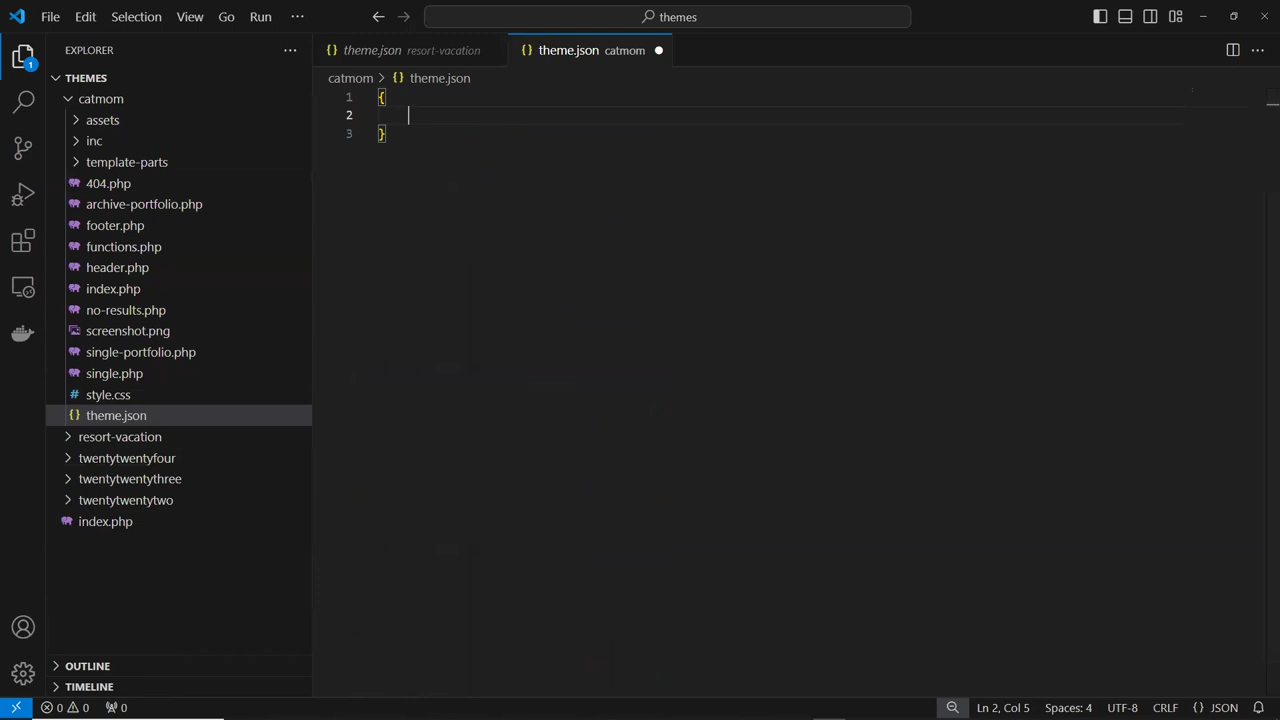 File Edit Selection View Go Run ··· themes
EXPLORER ···
theme.json resort-vacation
theme.json catmom
THEMES
catmom > {} theme.json
catmom
assets
inc
template-parts
404.php
archive-portfolio.php
footer.php
functions.php
header.php
index.php
no-results.php
screenshot.png
single-portfolio.php
single.php
# style.css
{} theme.json
resort-vacation
twentytwentyfour
twentytwentythree
twentytwentytwo
index.php
1 {
2
3 }
OUTLINE
TIMELINE
1
0 0 0 Ln 2, Col 5 Spaces: 4 UTF-8 CRLF {} JSON